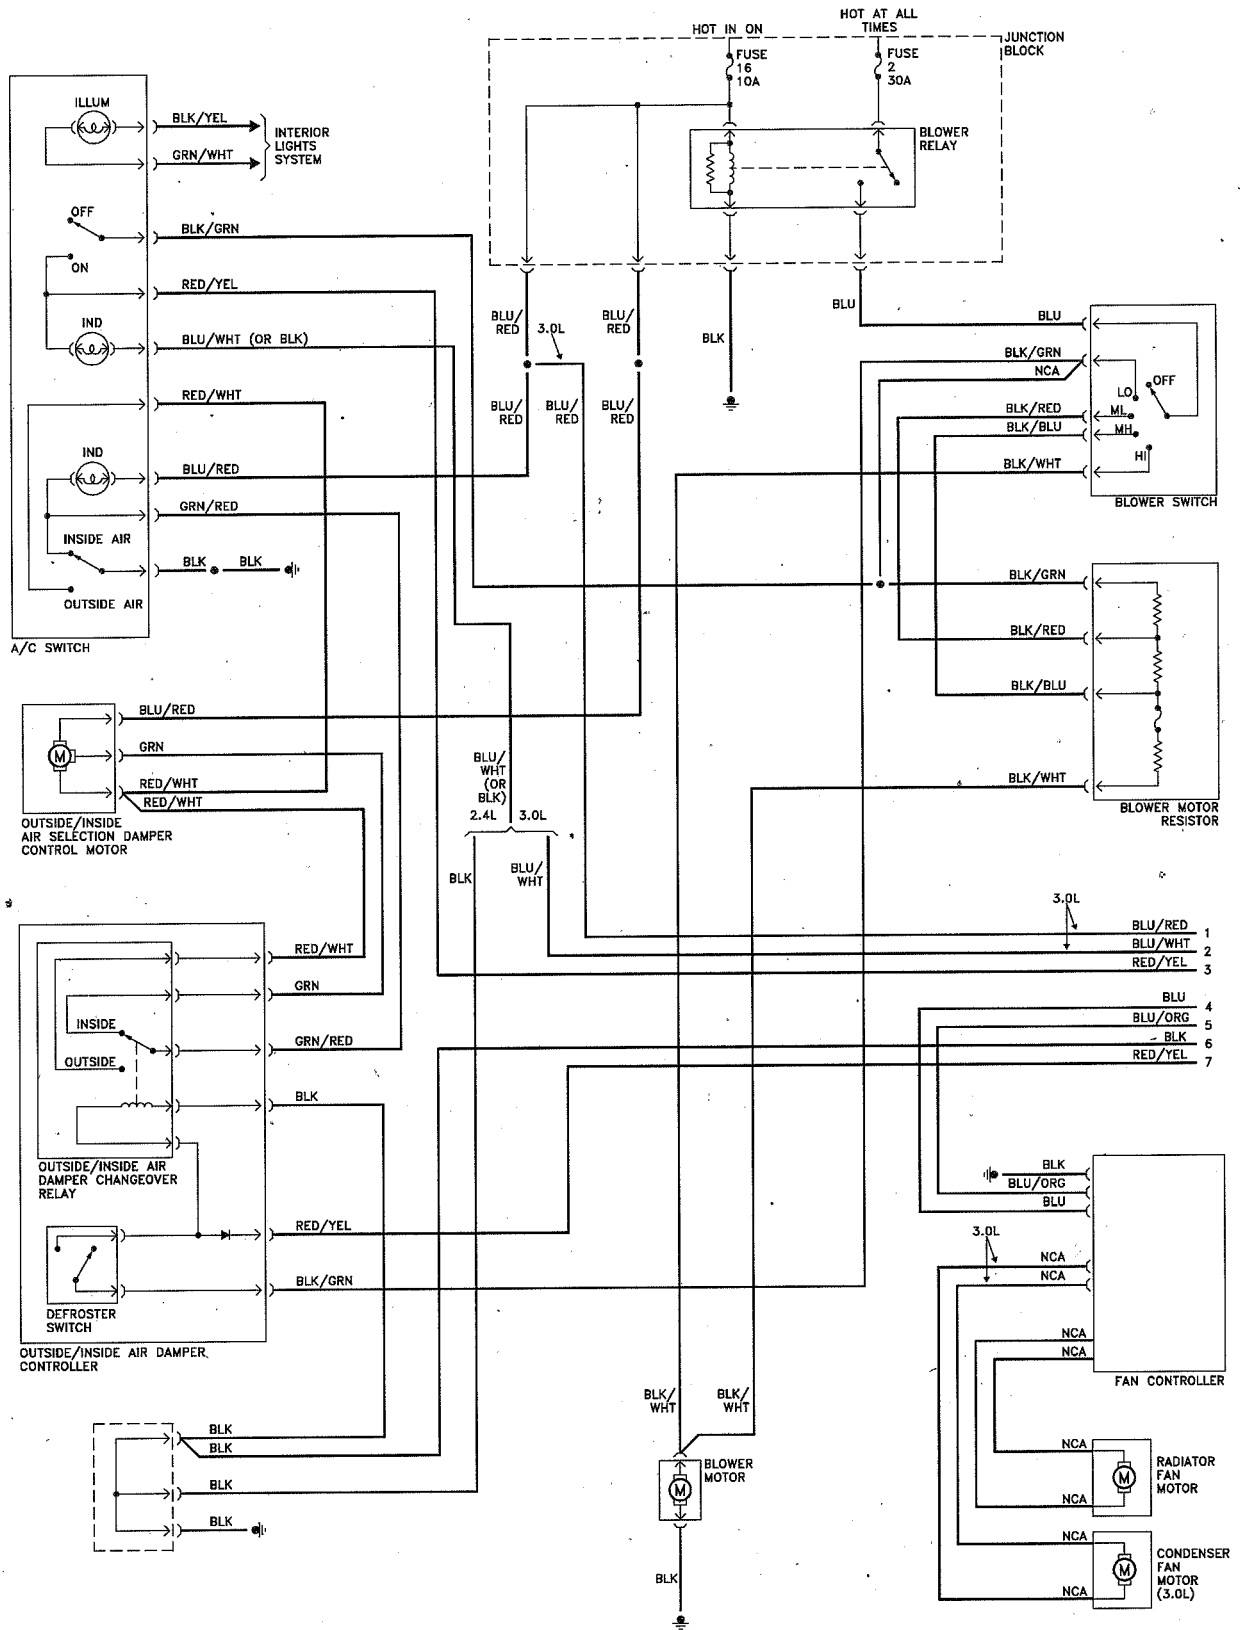 HOT IN ON
HOT AT ALL
TIMES
JUNCTION
BLOCK
FUSE
16
10A
FUSE
2
30A
BLOWER
RELAY
ILLUM
BLK/YEL
GRN/WHT
INTERIOR
LIGHTS
SYSTEM
OFF
BLK/GRN
ON
RED/YEL
IND
BLU/WHT (OR BLK)
RED/WHT
IND
BLU/RED
GRN/RED
INSIDE AIR
BLK
BLK
OUTSIDE AIR
A/C SWITCH
BLU/
RED
3.0L
BLU/
RED
BLK
BLU
BLU/
RED
BLU/
RED
BLU/
RED
BLU
BLK/GRN
NCA
LO
OFF
BLK/RED
ML
BLK/BLU
MH
HI
BLK/WHT
BLOWER SWITCH
BLK/GRN
BLK/RED
BLK/BLU
BLK/WHT
BLOWER MOTOR
RESISTOR
BLU/RED
M
GRN
RED/WHT
RED/WHT
OUTSIDE/INSIDE
AIR SELECTION DAMPER
CONTROL MOTOR
BLU/
WHT
(OR
BLK)
2.4L
3.0L
BLK
BLU/
WHT
3.0L
BLU/RED 1
BLU/WHT 2
RED/YEL 3
BLU 4
BLU/ORG 5
BLK 6
RED/YEL 7
RED/WHT
GRN
INSIDE
GRN/RED
OUTSIDE
BLK
OUTSIDE/INSIDE AIR
DAMPER CHANGEOVER
RELAY
RED/YEL
BLK/GRN
DEFROSTER
SWITCH
OUTSIDE/INSIDE AIR DAMPER
CONTROLLER
BLK
BLU/ORG
BLU
3.0L
NCA
NCA
NCA
NCA
FAN CONTROLLER
BLK
BLK
BLK
BLK
BLK/
WHT
BLK/
WHT
BLOWER
MOTOR
M
BLK
NCA
M
NCA
RADIATOR
FAN
MOTOR
NCA
M
NCA
CONDENSER
FAN
MOTOR
(3.0L)